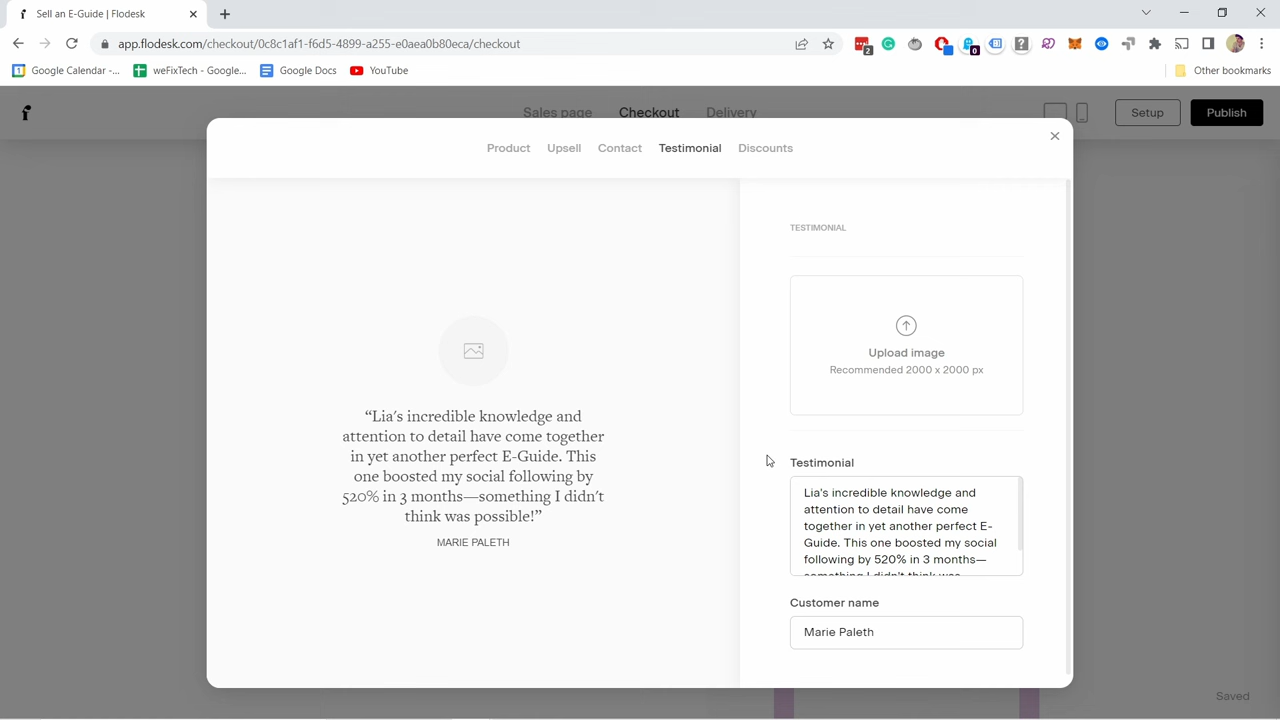 Sell an E-Guide | Flodesk
app.flodesk.com/checkout/0dc1af1-f6d5-4899-a255-e0aea0b80eca/checkout
Google Calendar -...
weFixTech - Google...
Google Docs
YouTube
Other bookmarks
Sales page
Checkout
Delivery
Setup
Publish
Product
Upsell
Contact
Testimonial
Discounts
“Lia's incredible knowledge and
attention to detail have come together
in yet another perfect E-Guide. This
one boosted my social following by
520% in 3 months—something I didn't
think was possible!”
MARIE PALETH
TESTIMONIAL
Upload image
Recommended 2000 x 2000 px
Testimonial
Lia's incredible knowledge and
attention to detail have come
together in yet another perfect E-
Guide. This one boosted my social
following by 520% in 3 months—
something I didn't think was
Customer name
Marie Paleth
Saved